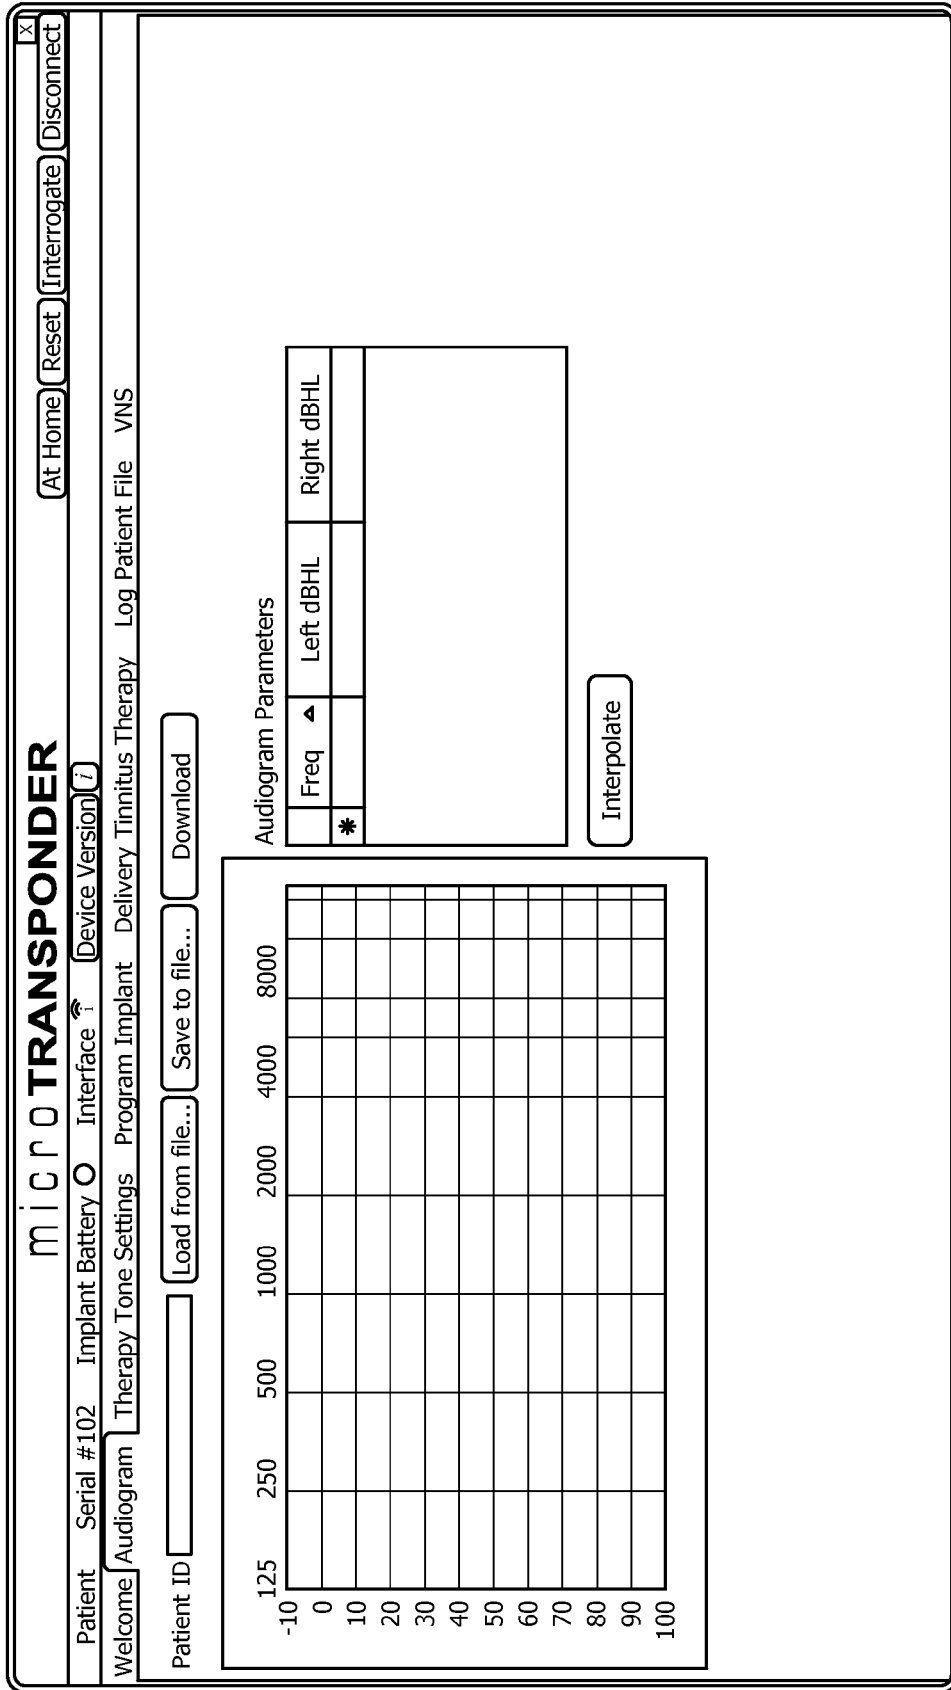 X
microTRANSPONDER
At Home Reset Interrogate Disconnect
Patient Serial #102 Implant Battery Interface i Device Version i
Welcome Audiogram Therapy Tone Settings Program Implant Delivery Tinnitus Therapy Log Patient File VNS
Patient ID Load from file... Save to file... Download
Audiogram Parameters
125 250 500 1000 2000 4000 8000
-10
0
10
20
30
40
50
60
70
80
90
100
Freq Left dBHL Right dBHL
*
Interpolate